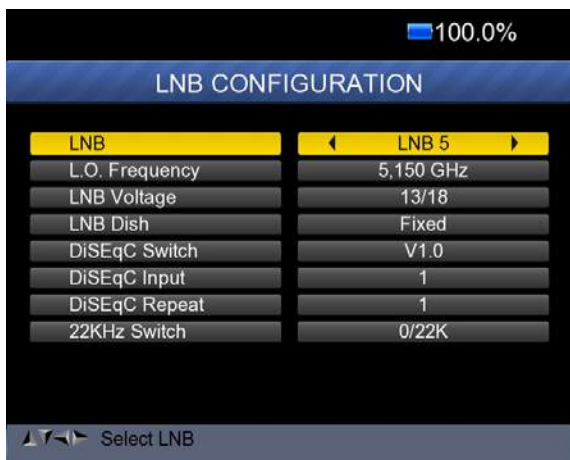 100.0%
LNB CONFIGURATION
LNB LNB 5
L.O. Frequency 5,150 GHz
LNB Voltage 13/18
LNB Dish Fixed
DiSEqC Switch V1.0
DiSEqC Input 1
DiSEqC Repeat 1
22KHz Switch 0/22K
Select LNB